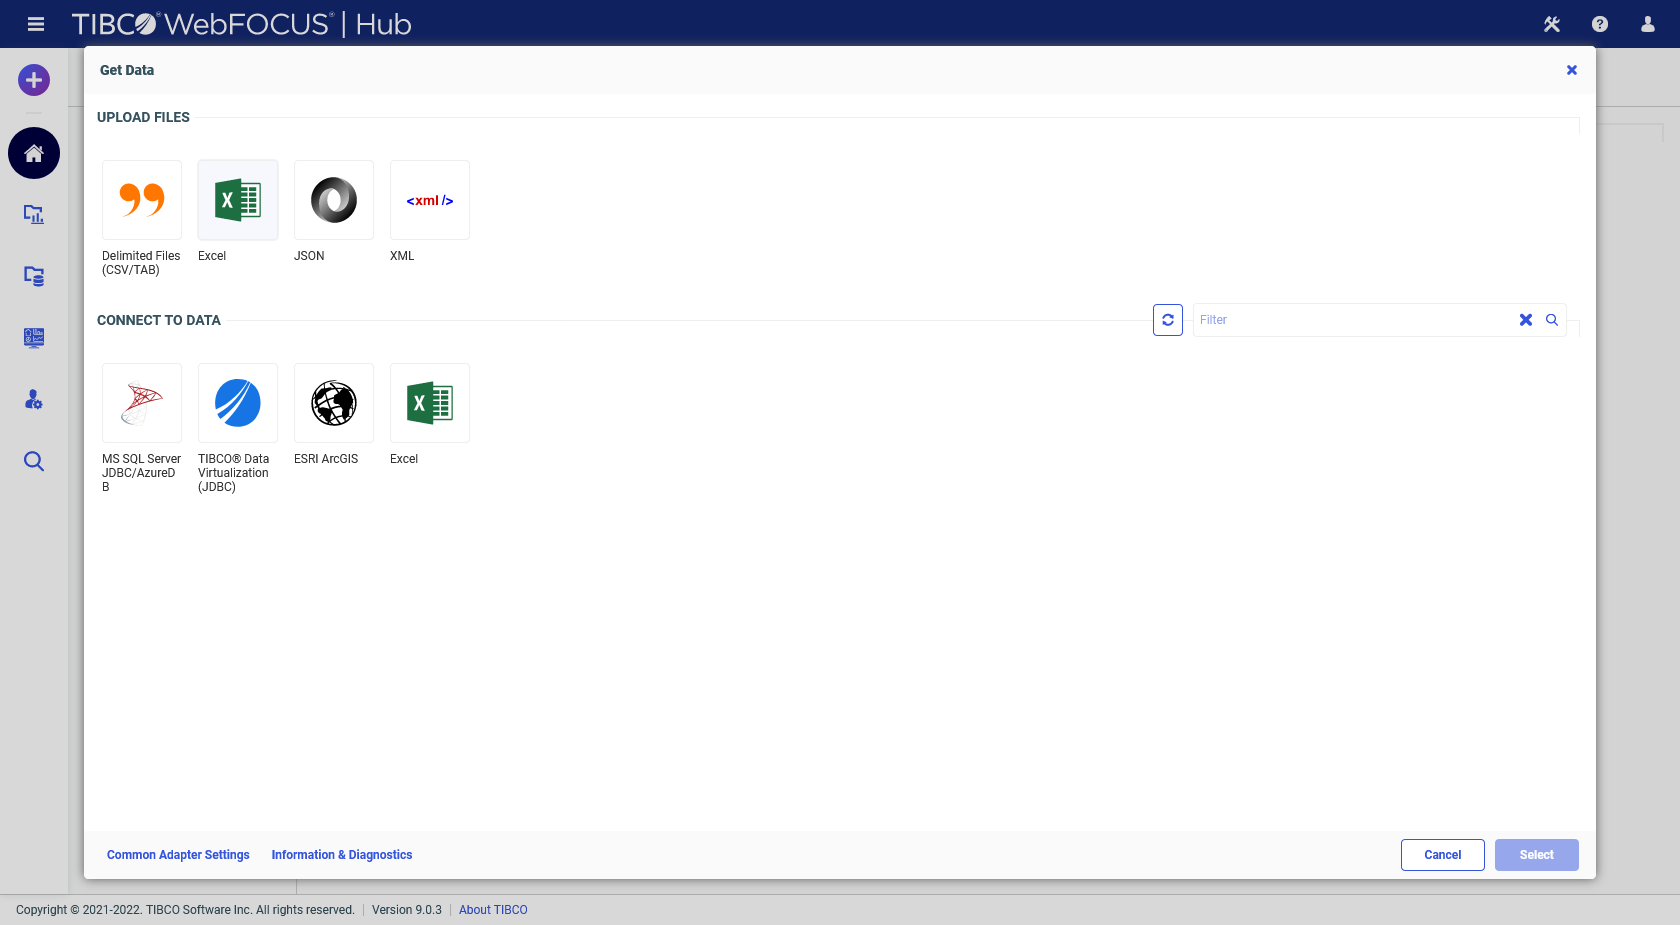 TIBCO® WebFOCUS® | Hub
Get Data
UPLOAD FILES
X
<xml/>
Delimited Files
(CSV/TAB)
Excel
JSON
XML
CONNECT TO DATA
Filter
X
MS SQL Server
JDBC/AzureD
B
TIBCO® Data
Virtualization
(JDBC)
ESRI ArcGIS
Excel
Common Adapter Settings
Information & Diagnostics
Cancel
Select
Copyright © 2021-2022. TIBCO Software Inc. All rights reserved. | Version 9.0.3 | About TIBCO